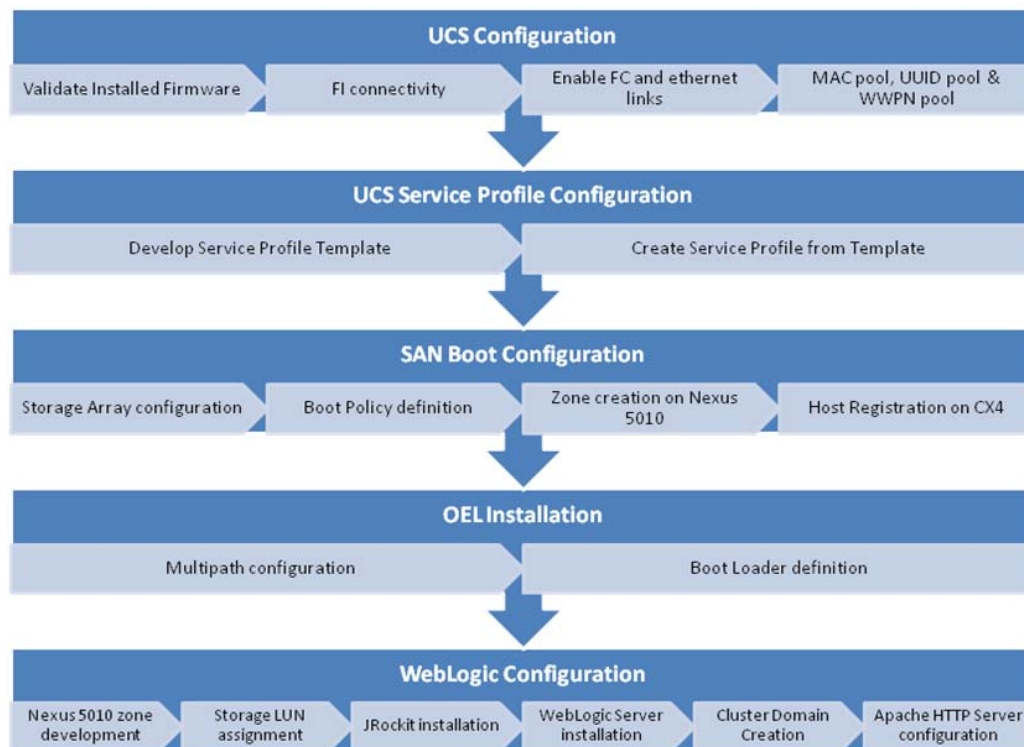 UCS Configuration
Validate Installed Firmware
FI connectivity
Enable FC and ethernet
links
MAC pool, UUID pool &
WWPN pool
UCS Service Profile Configuration
Develop Service Profile Template
Create Service Profile from Template
SAN Boot Configuration
Storage Array configuration
Boot Policy definition
Zone creation on Nexus
5010
Host Registration on CX4
OEL Installation
Multipath configuration
Boot Loader definition
WebLogic Configuration
Nexus 5010 zone
development
Storage LUN
assignment
JRockit installation
WebLogic Server
installation
Cluster Domain
Creation
Apache HTTP Server
configuration